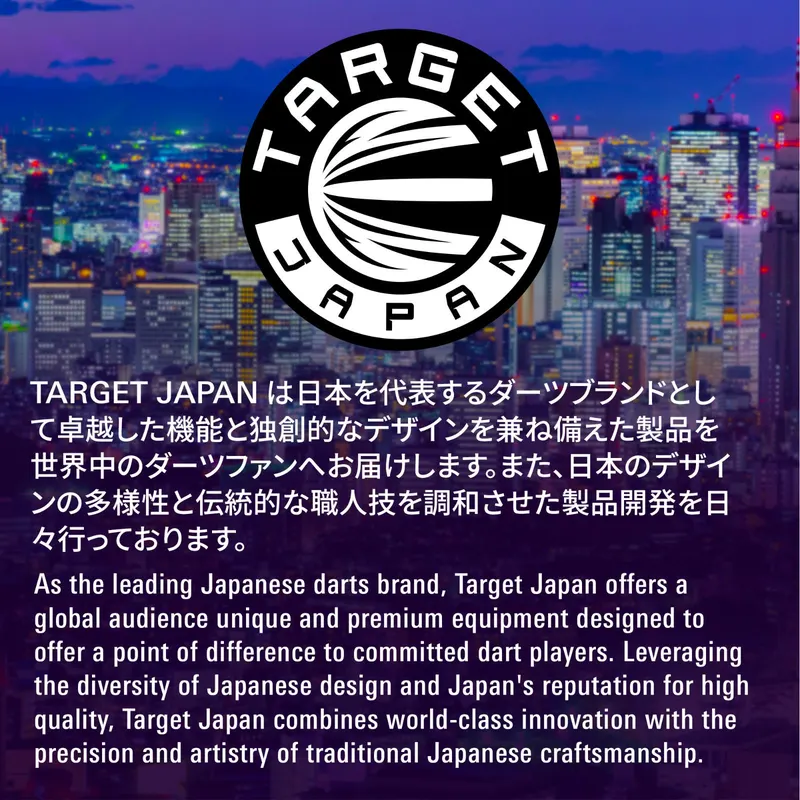 TARGET
JAPAN
TARGET JAPAN は日本を代表するダーツブランドとし
て卓越した機能と独創的なデザインを兼ね備えた製品を
世界中のダーツファンへお届けします。また、日本のデザイ
ンの多様性と伝統的な職人技を調和させた製品開発を日
々行っております。
As the leading Japanese darts brand, Target Japan offers a
global audience unique and premium equipment designed to
offer a point of difference to committed dart players. Leveraging
the diversity of Japanese design and Japan's reputation for high
quality, Target Japan combines world-class innovation with the
precision and artistry of traditional Japanese craftsmanship.